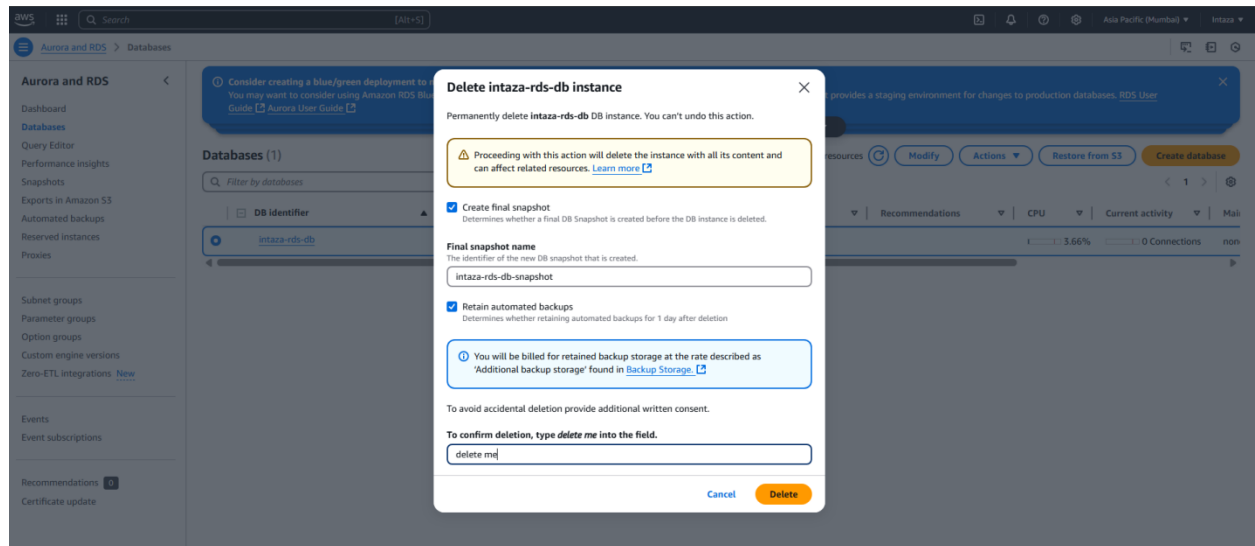 aws
Search
[Alt+S]
Asia Pacific (Mumbai)
Intaza
Aurora and RDS > Databases
Aurora and RDS
Dashboard
Databases
Query Editor
Performance insights
Snapshots
Exports in Amazon S3
Automated backups
Reserved instances
Proxies
Subnet groups
Parameter groups
Option groups
Custom engine versions
Zero-ETL integrations New
Events
Event subscriptions
Recommendations 0
Certificate update
Consider creating a blue/green deployment to
You may want to consider using Amazon RDS
t provides a staging environment for changes to production databases. RDS User
Guide Aurora User Guide
Databases (1)
resources
Modify
Actions
Restore from S3
Create database
Filter by databases
1
DB identifier
Recommendations
CPU
Current activity
intaza-rds-db
3.66%
0 Connections
Delete intaza-rds-db instance
Permanently delete intaza-rds-db DB instance. You can't undo this action.
Proceeding with this action will delete the instance with all its content and
can affect related resources. Learn more
Create final snapshot
Determines whether a final DB Snapshot is created before the DB instance is deleted.
Final snapshot name
The identifier of the new DB snapshot that is created.
intaza-rds-db-snapshot
Retain automated backups
Determines whether retaining automated backups for 1 day after deletion
You will be billed for retained backup storage at the rate described as
'Additional backup storage' found in Backup Storage.
To avoid accidental deletion provide additional written consent.
To confirm deletion, type delete me into the field.
delete me
Cancel
Delete